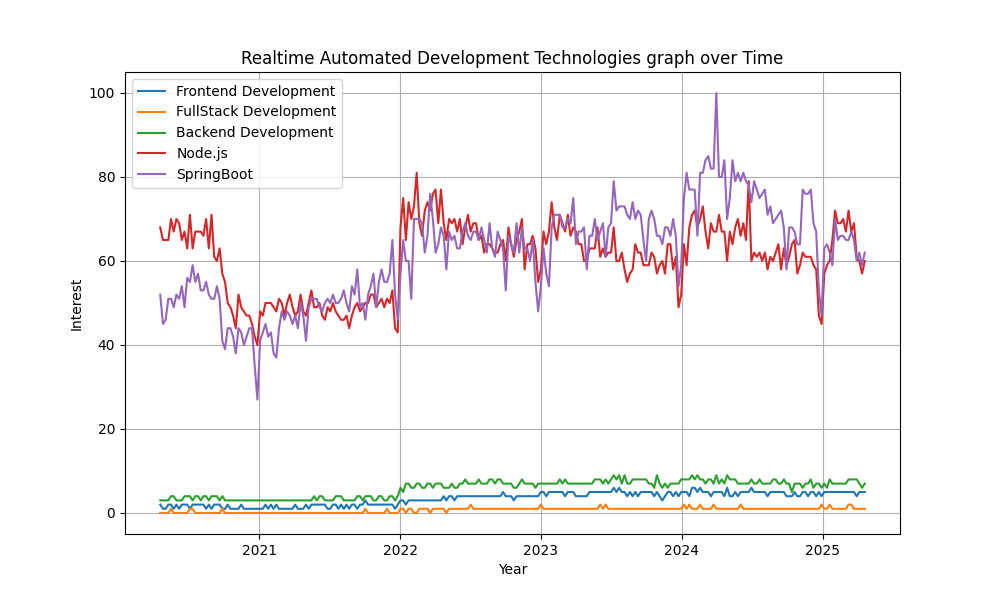 Realtime Automated Development Technologies graph over Time
Frontend Development
FullStack Development
Backend Development
Node.js
SpringBoot
100
80
60
40
20
0
Interest
2021
2022
2023
2024
2025
Year